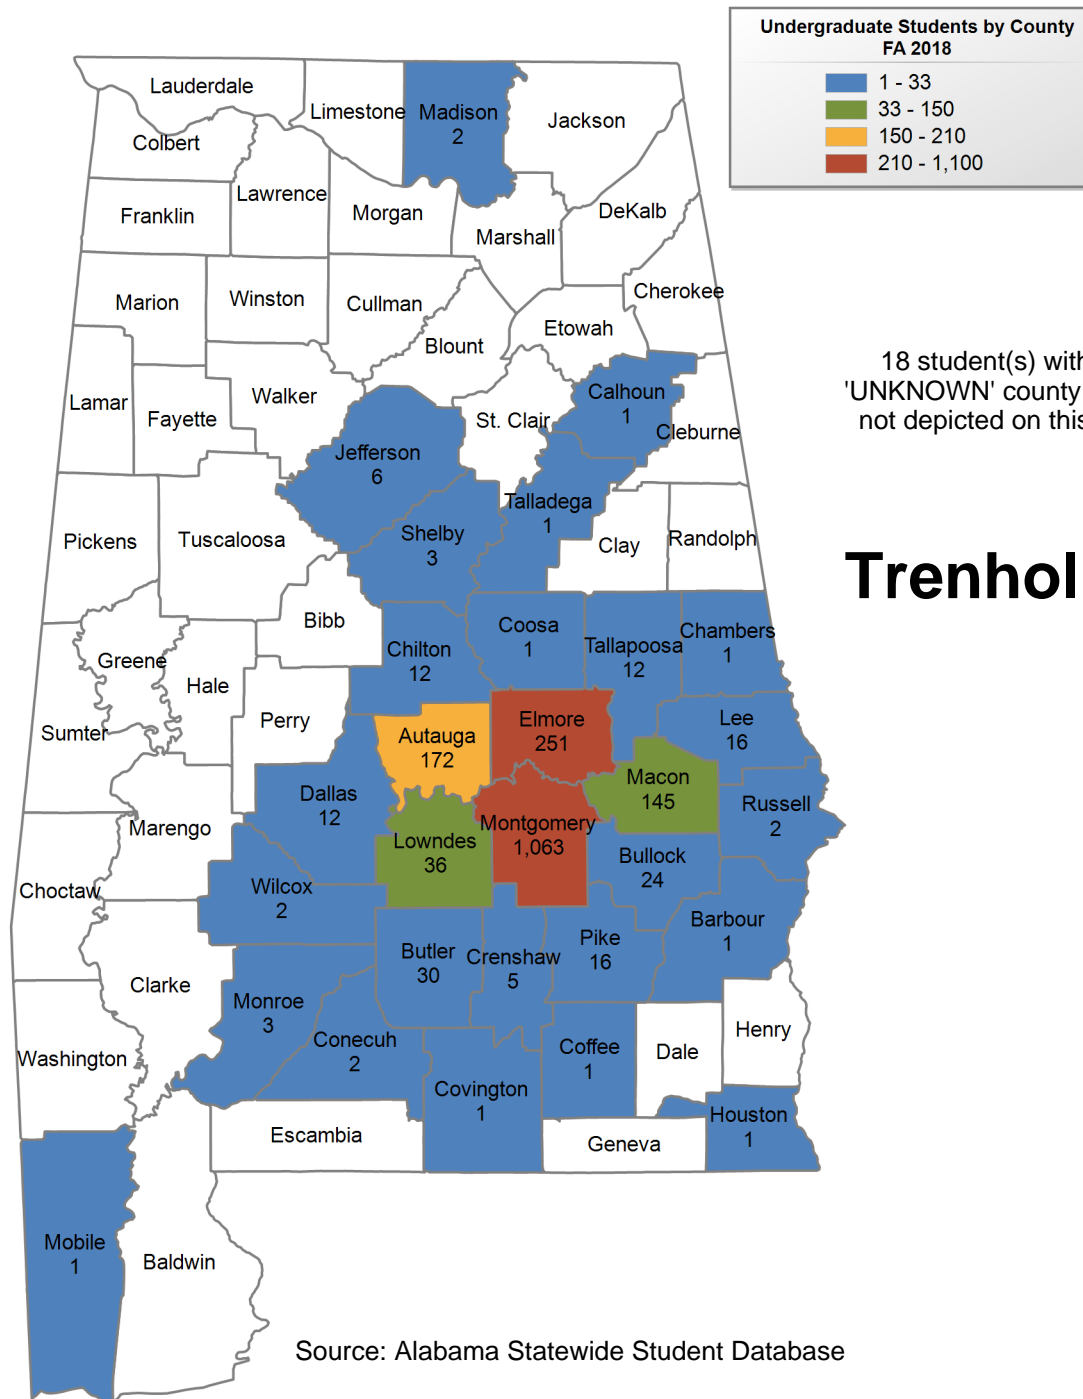 Undergraduate Students by County
FA 2018
1 - 33
33 - 150
150 - 210
210 - 1,100
Lauderdale
Limestone
Madison
2
Jackson
Colbert
Lawrence
Franklin
Morgan
Marshall
DeKalb
Marion
Winston
Cullman
Cherokee
Blount
Etowah
18 student(s) with
'UNKNOWN' county
not depicted on this
Lamar
Fayette
Walker
St. Clair
Calhoun
1
Cleburne
Jefferson
6
Talladega
1
Shelby
3
Pickens
Tuscaloosa
Clay
Randolph
Trenhol
Bibb
Coosa
1
Tallapoosa
12
Chambers
1
Chilton
12
Greene
Hale
Perry
Sumter
Autauga
172
Elmore
251
Lee
16
Macon
145
Dallas
12
Russell
2
Marengo
Lowndes
36
Montgomery
1,063
Bullock
24
Choctaw
Wilcox
2
Barbour
1
Butler
30
Crenshaw
5
Pike
16
Clarke
Monroe
3
Conecuh
2
Coffee
1
Dale
Henry
Washington
Covington
1
Houston
1
Escambia
Geneva
Mobile
1
Baldwin
Source: Alabama Statewide Student Database